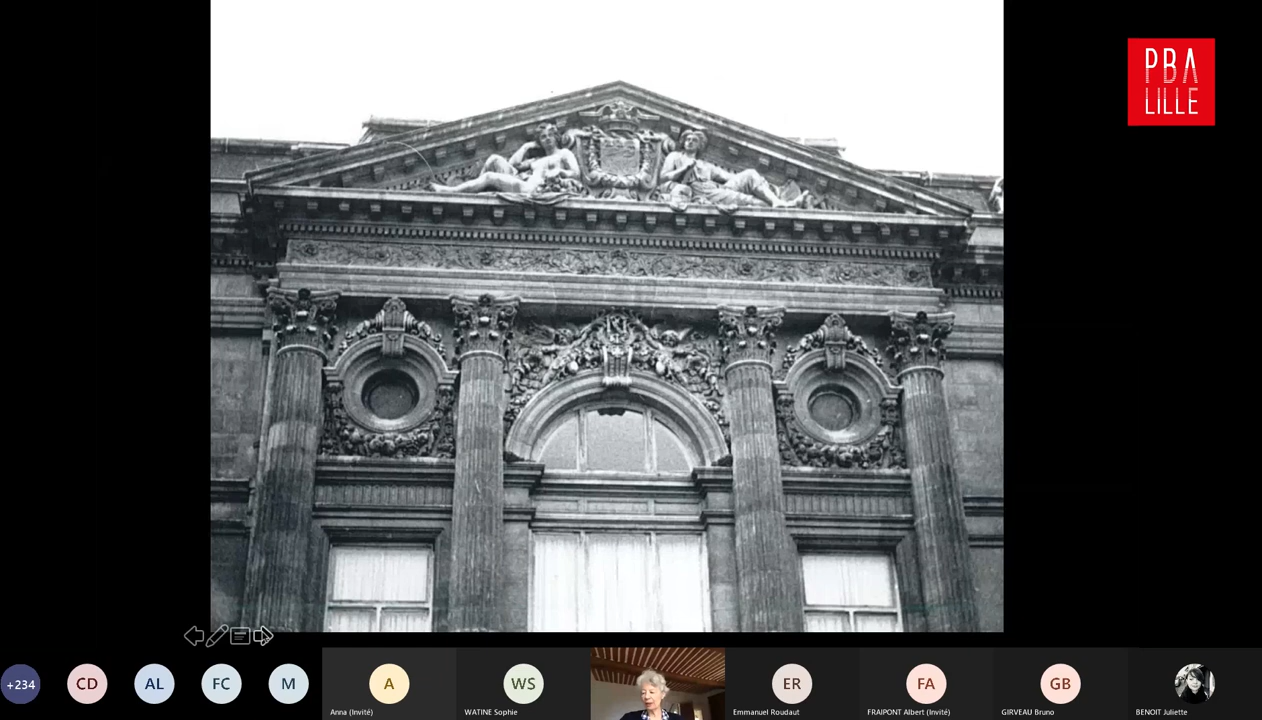 PBA
LILLE
+234
CD
AL
FC
M
A
WS
ER
FA
GB
Anna (Invité)
WATINE Sophie
Emmanuel Roudaut
FRAIPONT Albert (Invité)
GIRVEAU Bruno
BENOIT Juliette